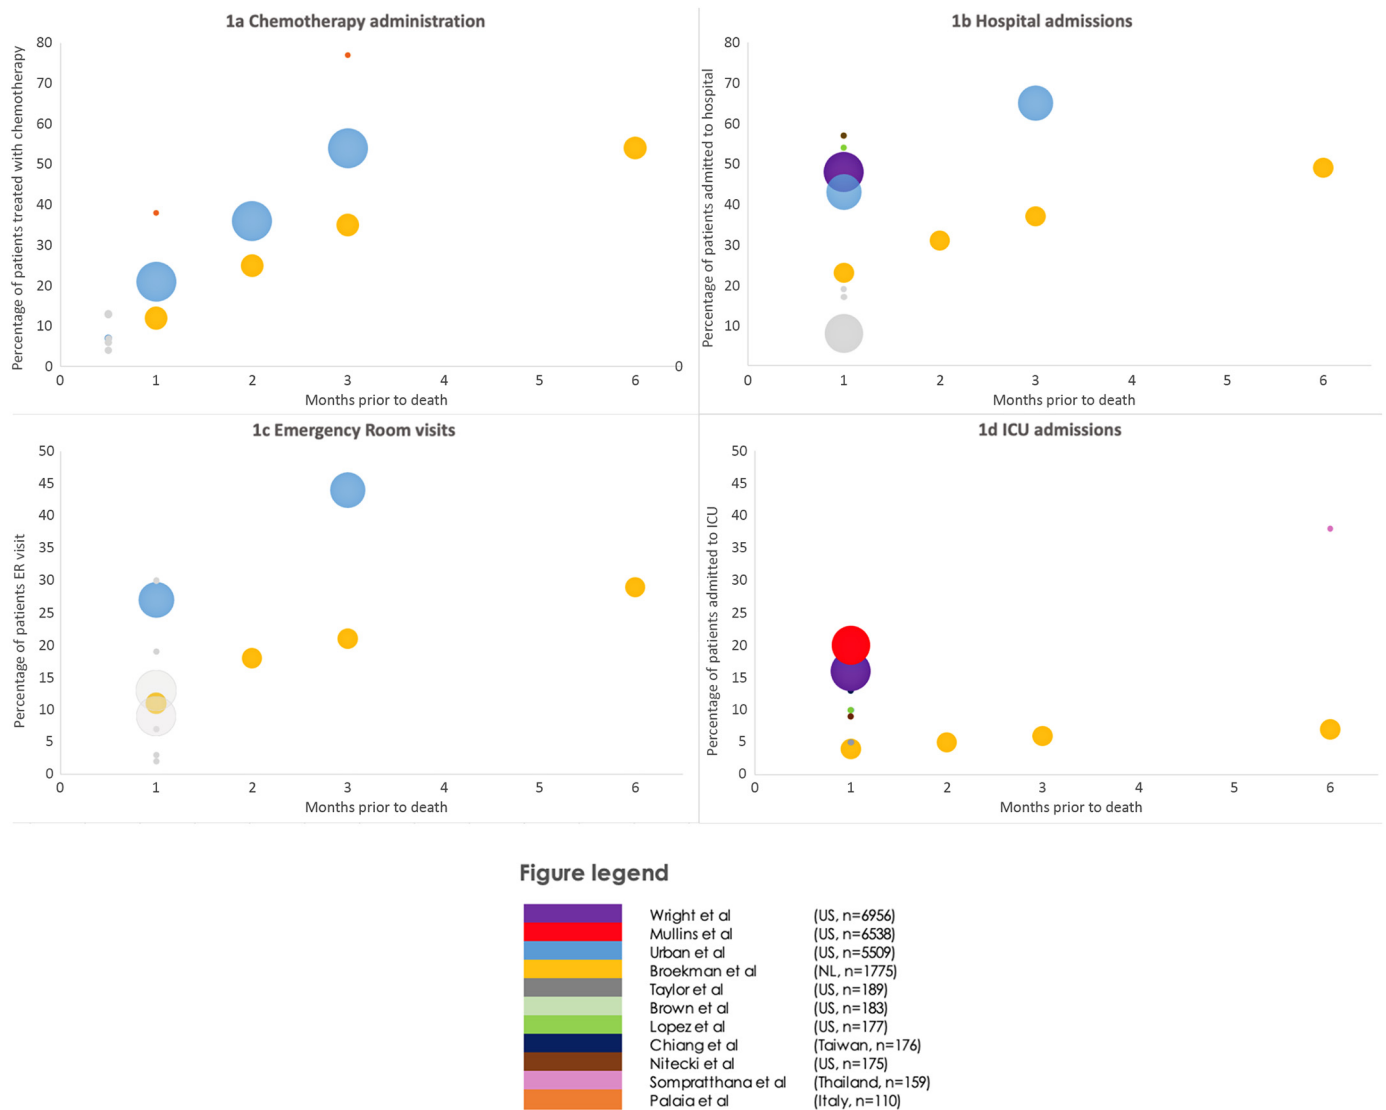 1a Chemotherapy administration
Percentage of patients treated with chemotherapy
80
70
60
50
40
30
20
10
0
0 1 2 3 4 5 6 0
Months prior to death
1b Hospital admissions
Percentage of patients admitted to hospital
80
70
60
50
40
30
20
10
0 1 2 3 4 5 6
Months prior to death
1c Emergency Room visits
Percentage of patients ER visit
50
45
40
35
30
25
20
15
10
5
0
0 1 2 3 4 5 6
Months prior to death
1d ICU admissions
Percentage of patients admitted to ICU
50
45
40
35
30
25
20
15
10
5
0
0 1 2 3 4 5 6
Months prior to death
Figure legend
Wright et al (US, n=6956)
Mullins et al (US, n=6538)
Urban et al (US, n=5509)
Broekman et al (NL, n=1775)
Taylor et al (US, n=189)
Brown et al (US, n=183)
Lopez et al (US, n=177)
Chiang et al (Taiwan, n=176)
Nitecki et al (US, n=175)
Sompratthana et al (Thailand, n=159)
Palaia et al (Italy, n=110)